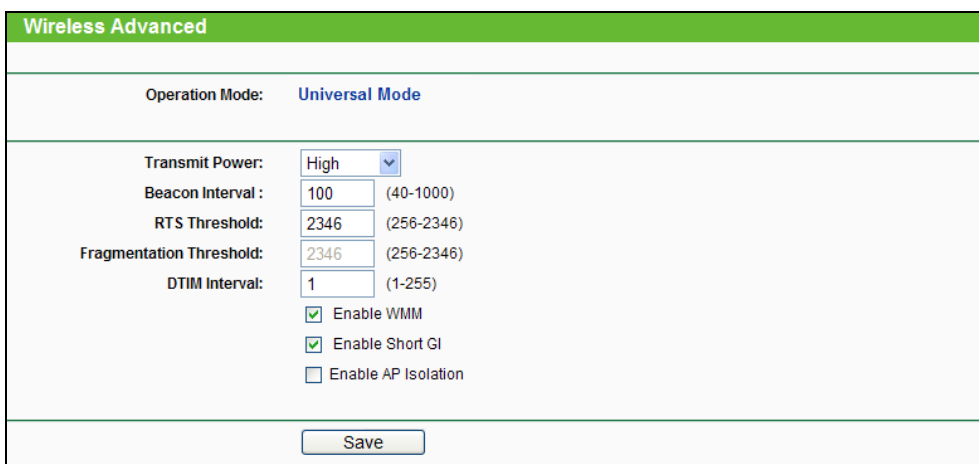 Wireless Advanced
Operation Mode: Universal Mode
Transmit Power: High
Beacon Interval : 100 (40-1000)
RTS Threshold: 2346 (256-2346)
Fragmentation Threshold: 2346 (256-2346)
DTIM Interval: 1 (1-255)
Enable WMM
Enable Short GI
Enable AP Isolation
Save